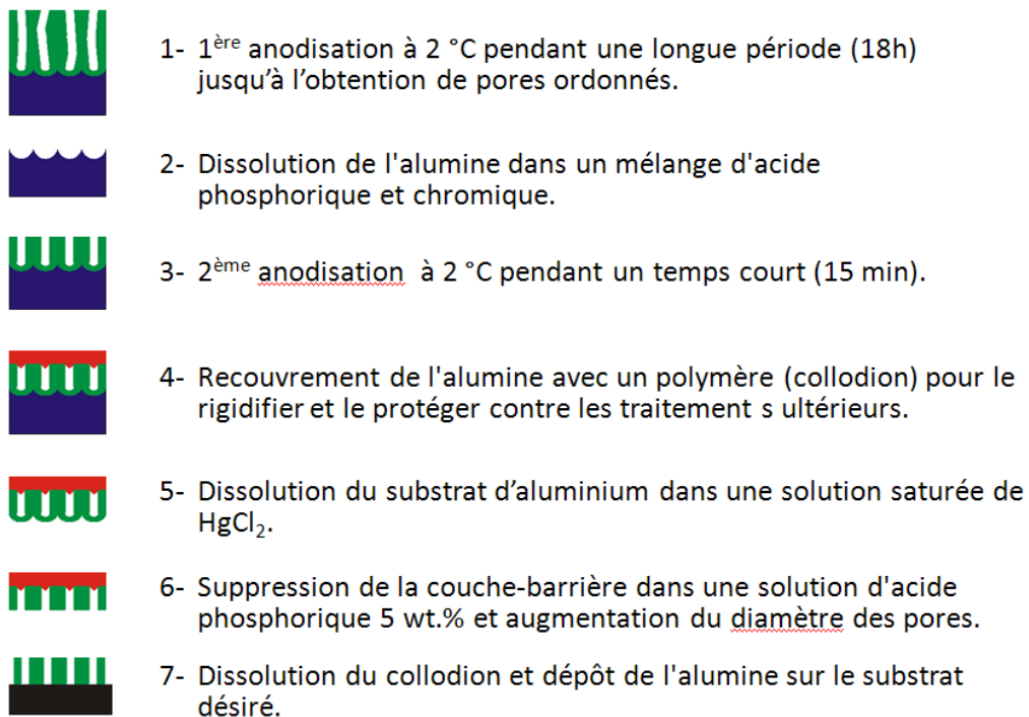 1- 1ère anodisation à 2 °C pendant une longue période (18h)
jusqu’à l’obtention de pores ordonnés.
2- Dissolution de l'alumine dans un mélange d'acide
phosphorique et chromique.
3- 2ème anodisation à 2 °C pendant un temps court (15 min).
4- Recouvrement de l'alumine avec un polymère (collodion) pour le
rigidifier et le protéger contre les traitement s ultérieurs.
5- Dissolution du substrat d’aluminium dans une solution saturée de
HgCl₂.
6- Suppression de la couche-barrière dans une solution d'acide
phosphorique 5 wt.% et augmentation du diamètre des pores.
7- Dissolution du collodion et dépôt de l'alumine sur le substrat
désiré.